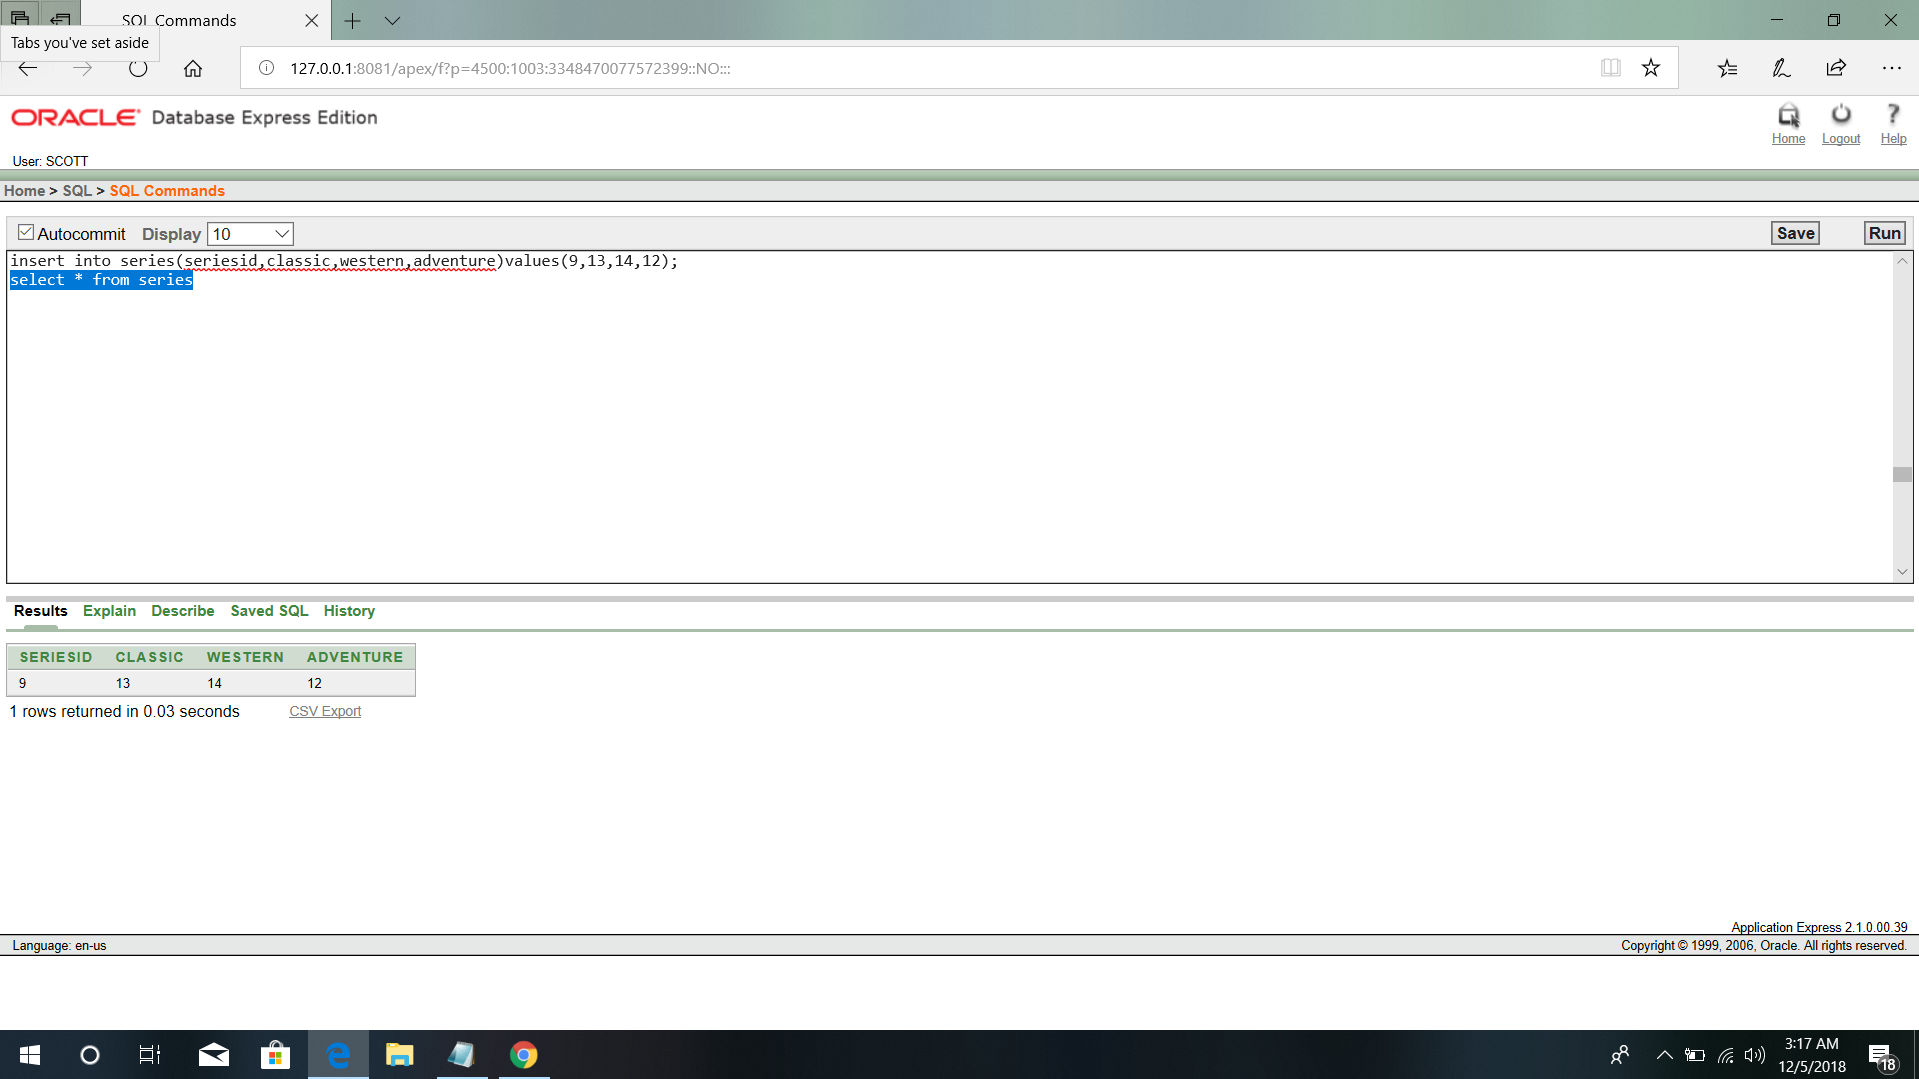 SQL Commands
Tabs you've set aside
127.0.0.1:8081/apex/f?p=4500:1003:3348470077572399::NO:::
ORACLE Database Express Edition
Home Logout Help
User: SCOTT
Home > SQL > SQL Commands
Autocommit Display 10 Save Run
insert into series(seriesid,classic,western,adventure)values(9,13,14,12);
select * from series
Results Explain Describe Saved SQL History
SERIESID CLASSIC WESTERN ADVENTURE
9 13 14 12
1 rows returned in 0.03 seconds CSV Export
Application Express 2.1.0.00.39
Language: en-us Copyright © 1999, 2006, Oracle. All rights reserved.
3:17 AM
12/5/2018
18